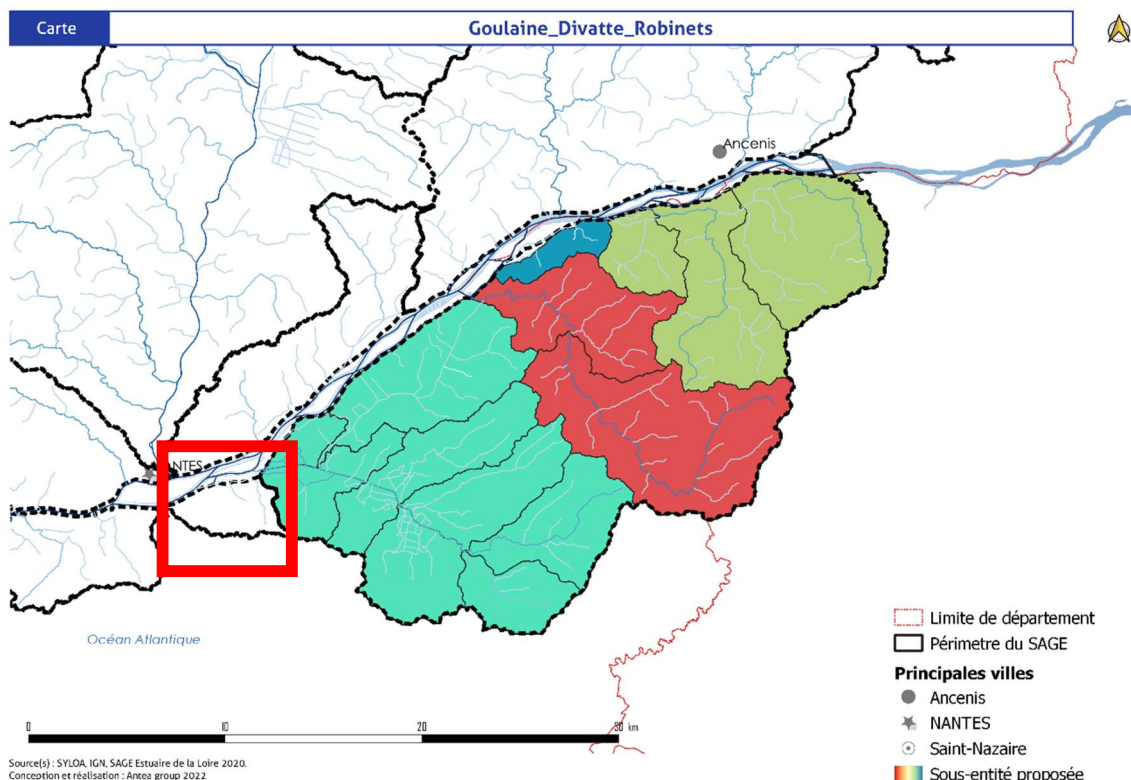 Carte
Goulaine_Divatte_Robinets
Ancenis
NTES
Océan Atlantique
Limite de département
Périmetre du SAGE
Principales villes
Ancenis
NANTES
Saint-Nazaire
Sous-entité proposée
0 10 20 30 km
Source(s) : SYLOA, IGN, SAGE Estuaire de la Loire 2020.
Conception et réalisation : Antea group 2022